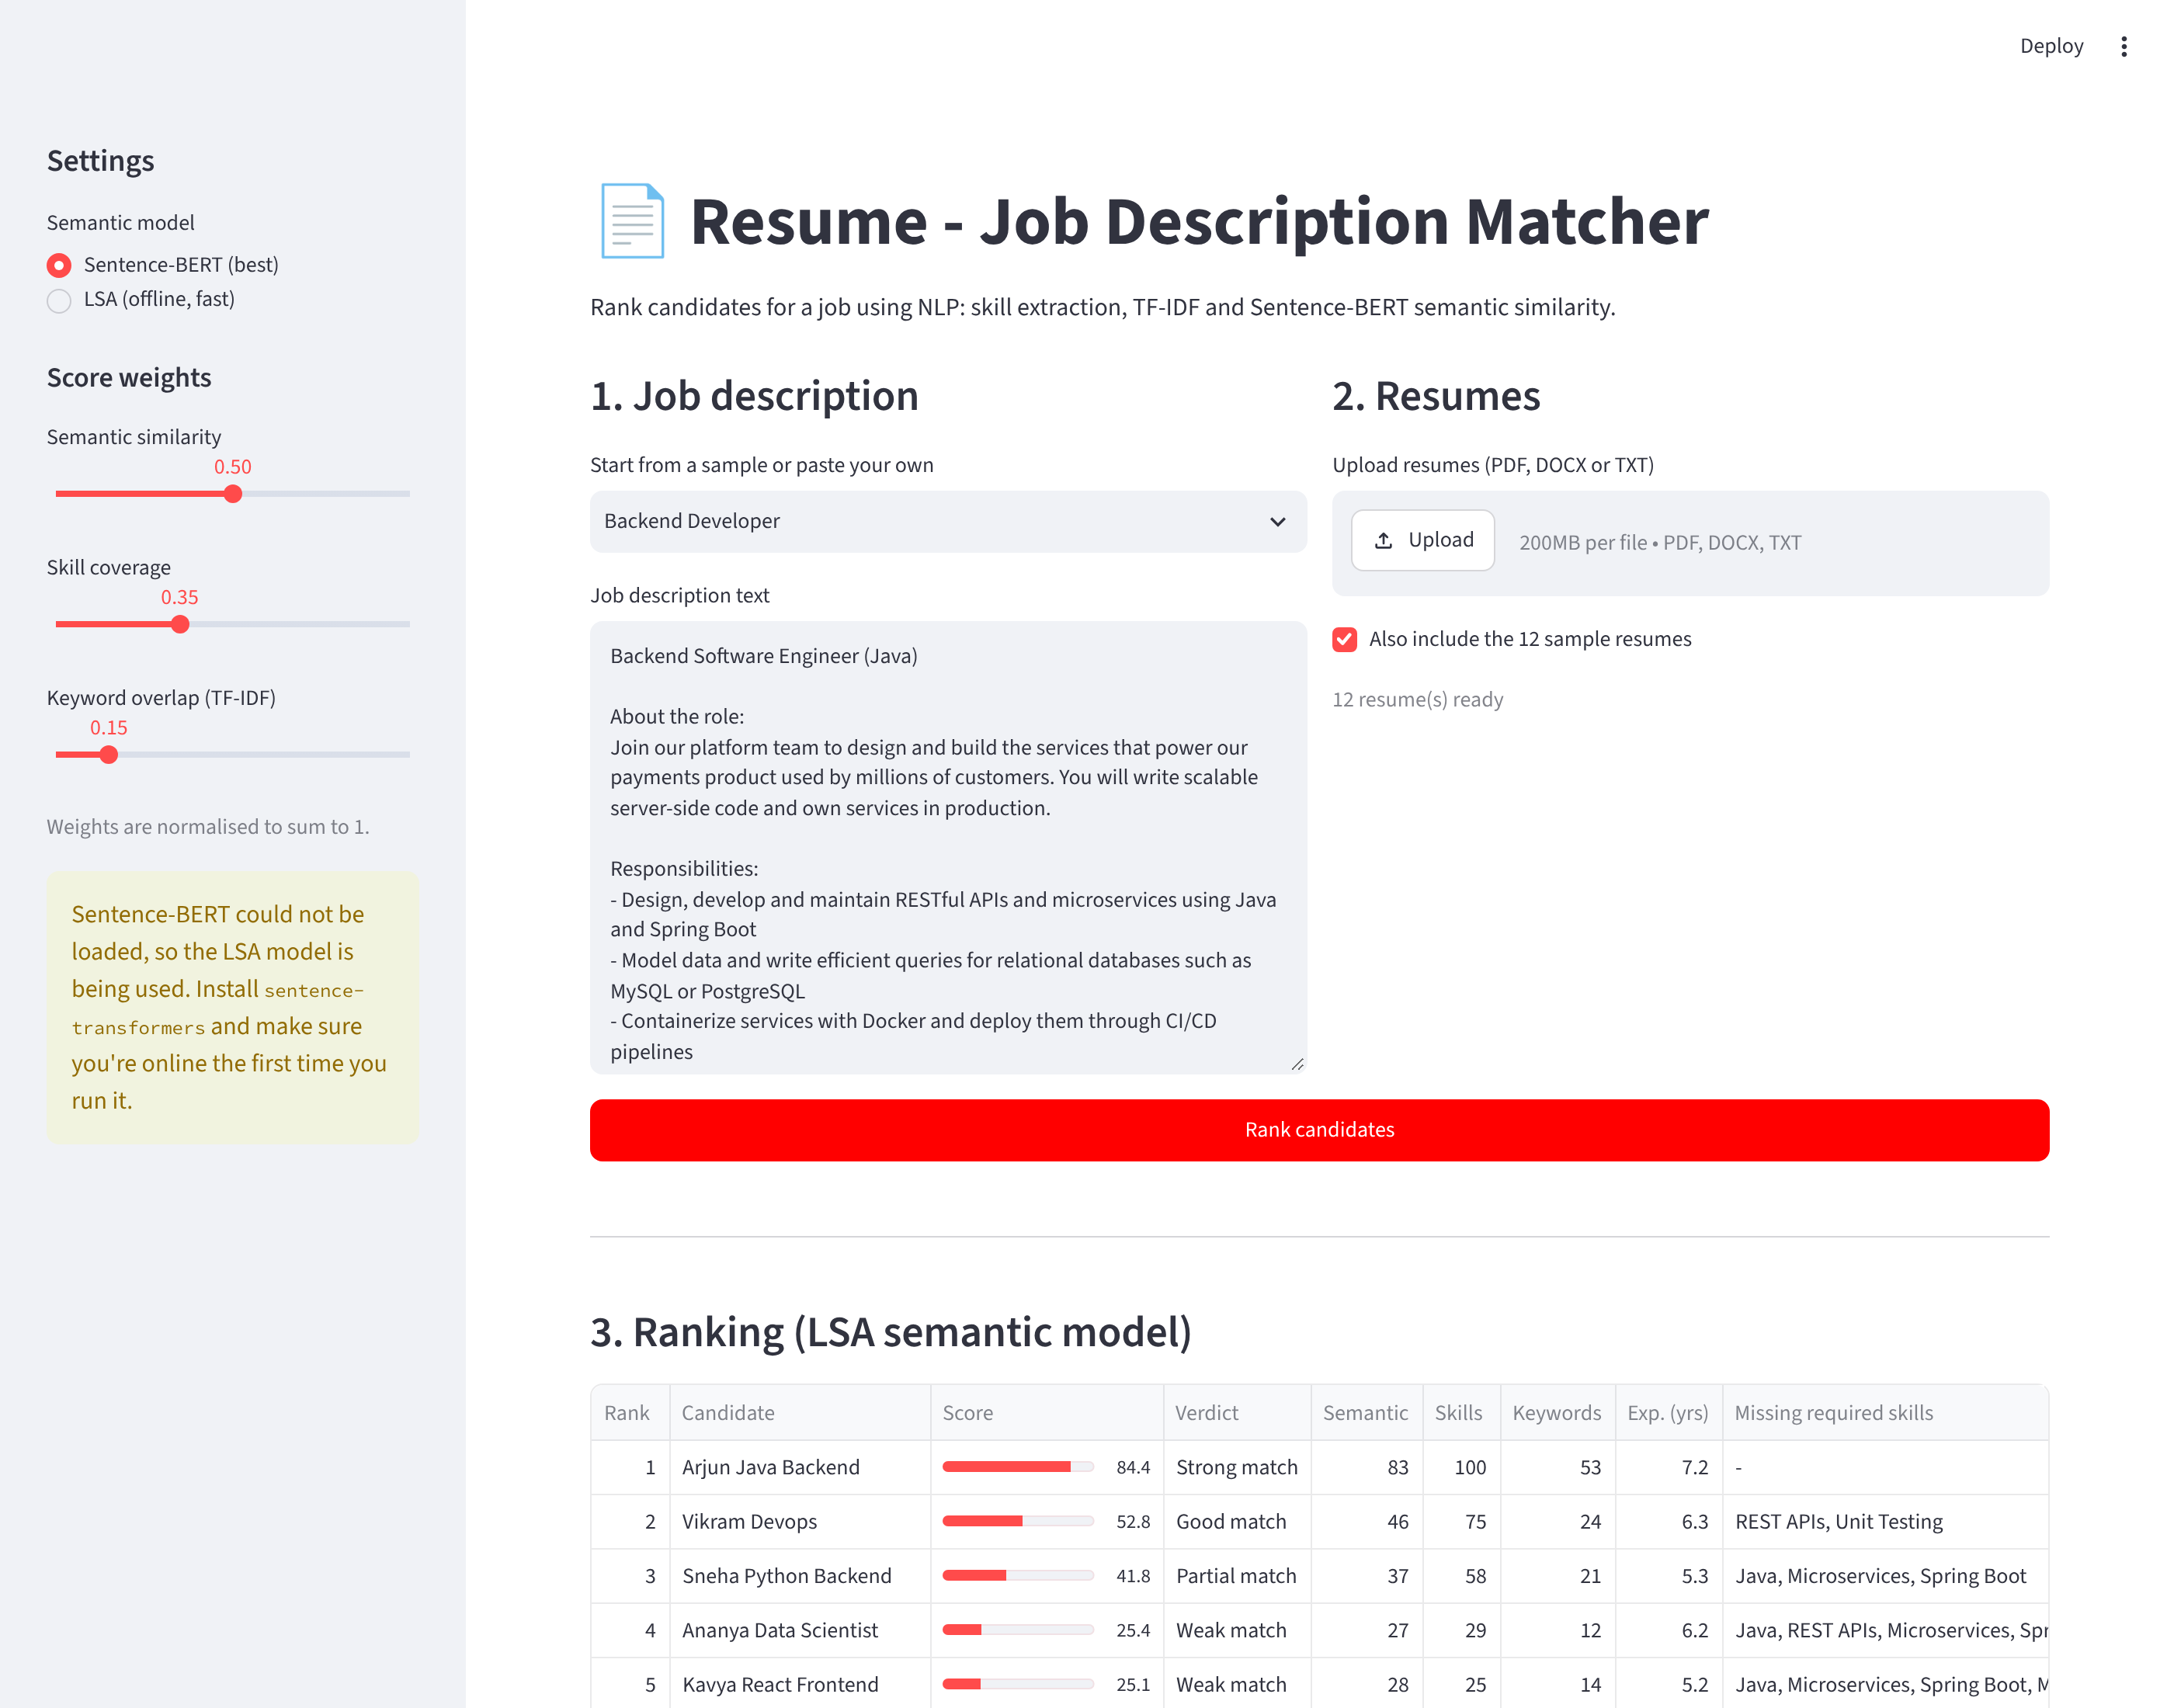 Deploy
Settings
Semantic model
Sentence-BERT (best)
LSA (offline, fast)
Score weights
Semantic similarity
0.50
Skill coverage
0.35
Keyword overlap (TF-IDF)
0.15
Weights are normalised to sum to 1.
Sentence-BERT could not be
loaded, so the LSA model is
being used. Install sentence-
transformers and make sure
you're online the first time you
run it.
Resume - Job Description Matcher
Rank candidates for a job using NLP: skill extraction, TF-IDF and Sentence-BERT semantic similarity.
1. Job description
Start from a sample or paste your own
Backend Developer
Job description text
Backend Software Engineer (Java)
About the role:
Join our platform team to design and build the services that power our
payments product used by millions of customers. You will write scalable
server-side code and own services in production.
Responsibilities:
- Design, develop and maintain RESTful APIs and microservices using Java
and Spring Boot
- Model data and write efficient queries for relational databases such as
MySQL or PostgreSQL
- Containerize services with Docker and deploy them through CI/CD
pipelines
2. Resumes
Upload resumes (PDF, DOCX or TXT)
Upload 200MB per file • PDF, DOCX, TXT
Also include the 12 sample resumes
12 resume(s) ready
Rank candidates
3. Ranking (LSA semantic model)
Rank Candidate Score Verdict Semantic Skills Keywords Exp. (yrs) Missing required skills
1 Arjun Java Backend 84.4 Strong match 83 100 53 7.2 -
2 Vikram Devops 52.8 Good match 46 75 24 6.3 REST APIs, Unit Testing
3 Sneha Python Backend 41.8 Partial match 37 58 21 5.3 Java, Microservices, Spring Boot
4 Ananya Data Scientist 25.4 Weak match 27 29 12 6.2 Java, REST APIs, Microservices, Spr
5 Kavya React Frontend 25.1 Weak match 28 25 14 5.2 Java, Microservices, Spring Boot, M